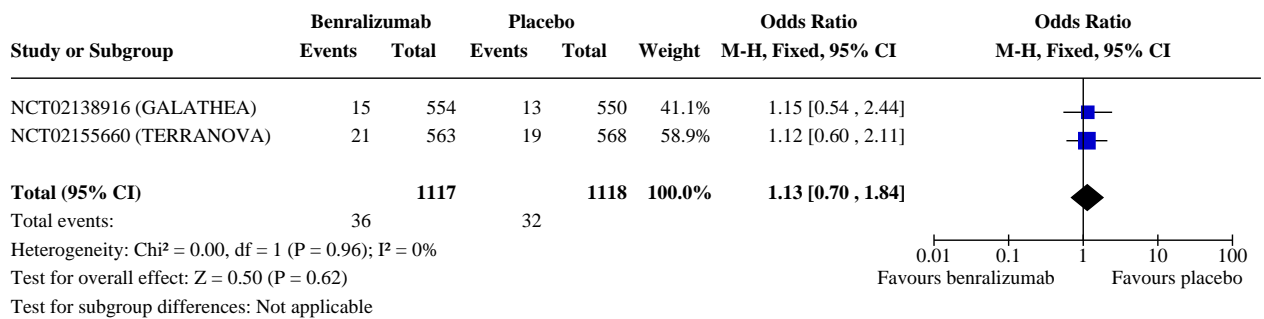 Benralizumab Placebo Odds Ratio Odds Ratio
Study or Subgroup Events Total Events Total Weight M-H, Fixed, 95% CI M-H, Fixed, 95% CI
NCT02138916 (GALATHEA) 15 554 13 550 41.1% 1.15 [0.54 , 2.44]
NCT02155660 (TERRANOVA) 21 563 19 568 58.9% 1.12 [0.60 , 2.11]
Total (95% CI) 1117 1118 100.0% 1.13 [0.70 , 1.84]
Total events: 36 32
Heterogeneity: Chi² = 0.00, df = 1 (P = 0.96); I² = 0%
0.01 0.1 1 10 100
Test for overall effect: Z = 0.50 (P = 0.62)
Favours benralizumab Favours placebo
Test for subgroup differences: Not applicable